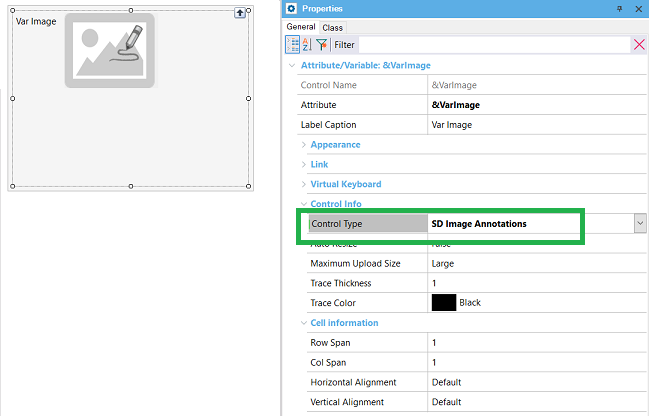 Var Image
Properties
General Class
A Z Filter
Attribute/Variable: &VarImage
Control Name &VarImage
Attribute &VarImage
Label Caption Var Image
Appearance
Link
Virtual Keyboard
Control Info
Control Type SD Image Annotations
Auto Resize False
Maximum Upload Size Large
Trace Thickness 1
Trace Color Black
Cell information
Row Span 1
Col Span 1
Horizontal Alignment Default
Vertical Alignment Default